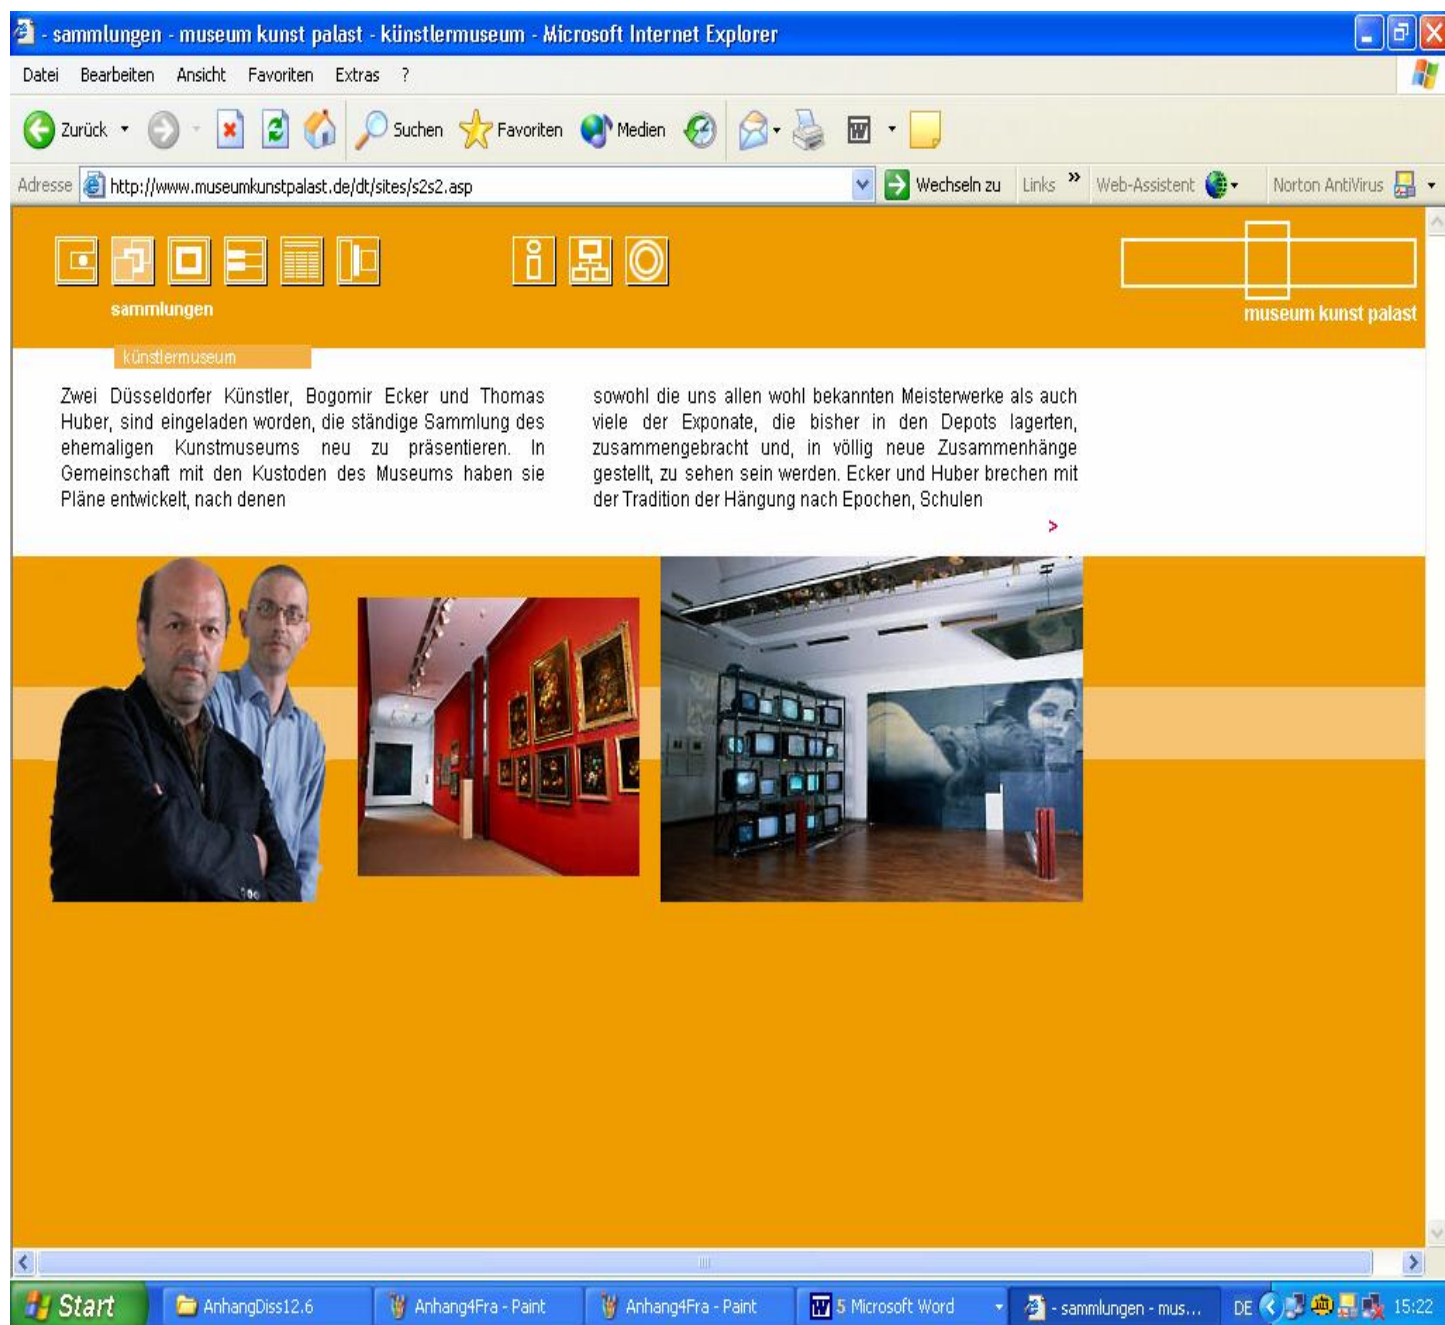 - sammlungen - museum kunst palast - künstlermuseum - Microsoft Internet Explorer
Datei Bearbeiten Ansicht Favoriten Extras ?
Zurück Suchen Favoriten Medien
Adresse http://www.museumkunstpalast.de/dt/sites/s2s2.asp Wechseln zu Links » Web-Assistent Norton AntiVirus
sammlungen
museum kunst palast
künstlermuseum
Zwei Düsseldorfer Künstler, Bogomir Ecker und Thomas
Huber, sind eingeladen worden, die ständige Sammlung des
ehemaligen Kunstmuseums neu zu präsentieren. In
Gemeinschaft mit den Kustoden des Museums haben sie
Pläne entwickelt, nach denen
sowohl die uns allen wohl bekannten Meisterwerke als auch
viele der Exponate, die bisher in den Depots lagerten,
zusammengebracht und, in völlig neue Zusammenhänge
gestellt, zu sehen sein werden. Ecker und Huber brechen mit
der Tradition der Hängung nach Epochen, Schulen
>
Start AnhangDiss12.6 Anhang4Fra - Paint Anhang4Fra - Paint 5 Microsoft Word - sammlungen - mus... DE 15:22